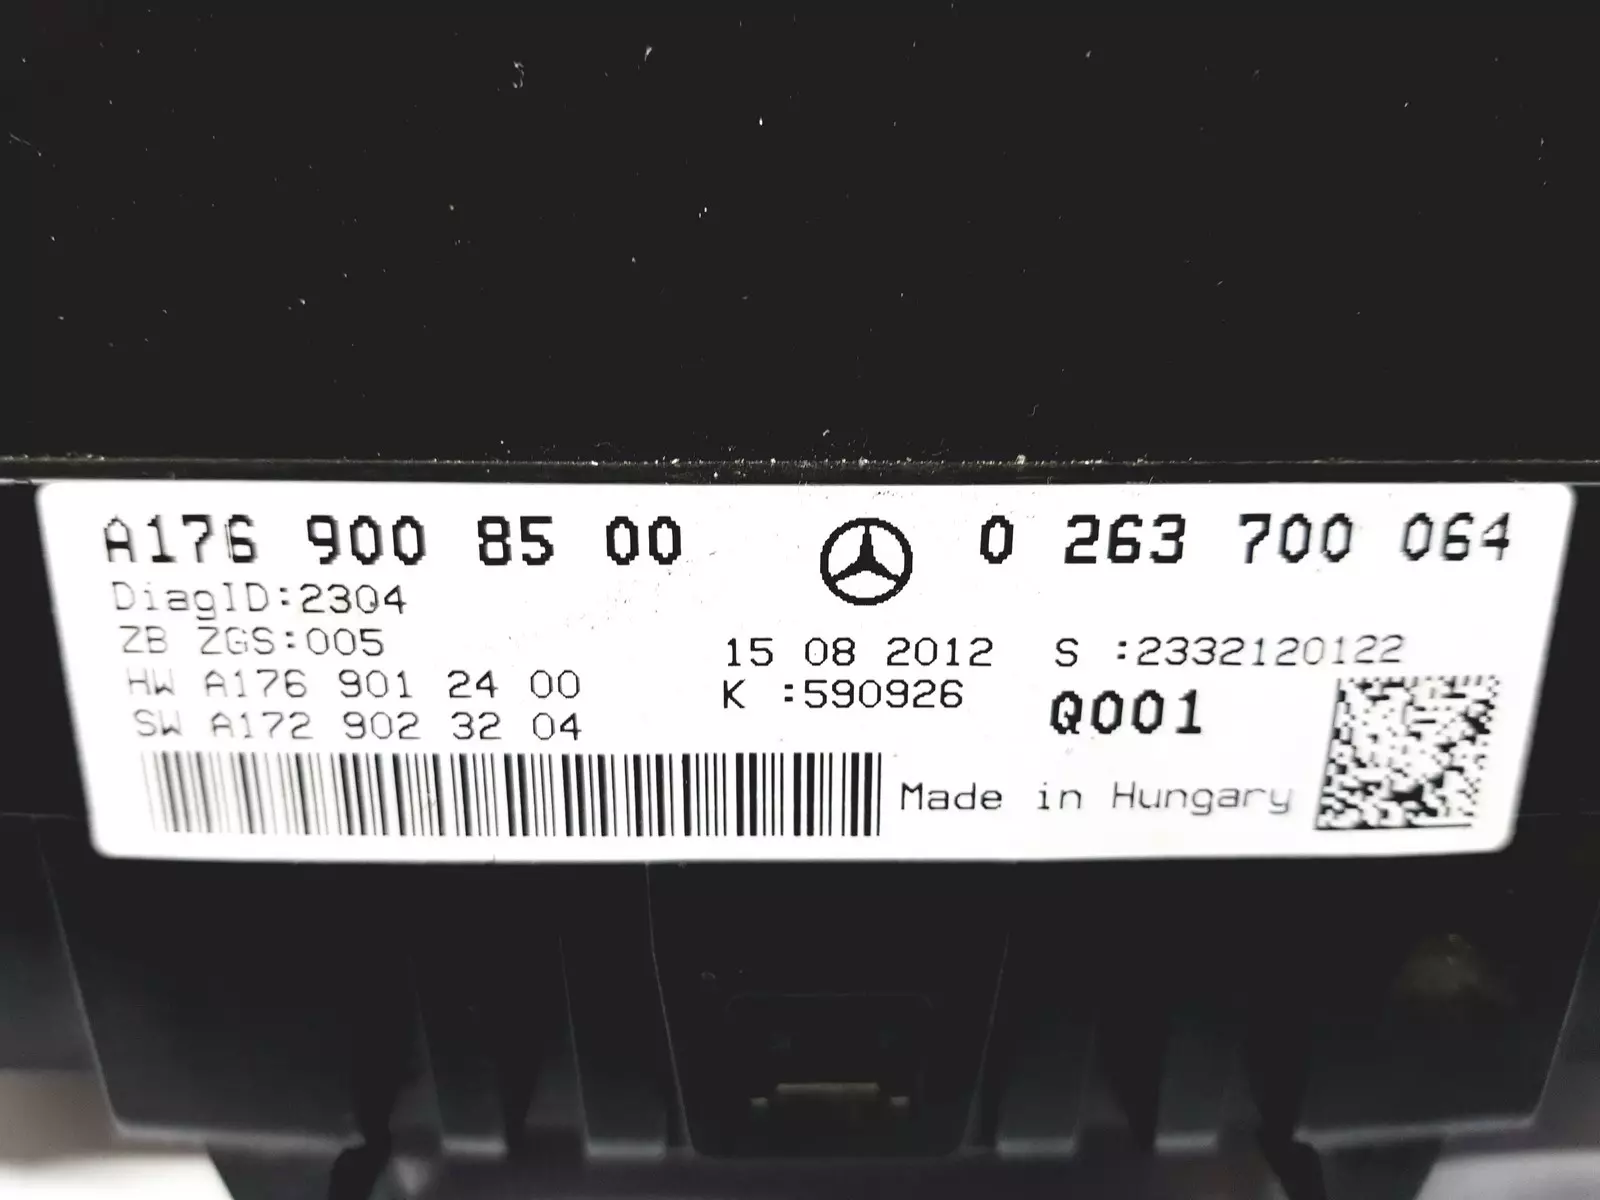 A176 900 85 00 0 263 700 064
DiagID:2304
ZB ZGS:005
15 08 2012 S :2332120122
HW A176 901 24 00
K :590926
Q001
SW A172 902 32 04
Made in Hungary